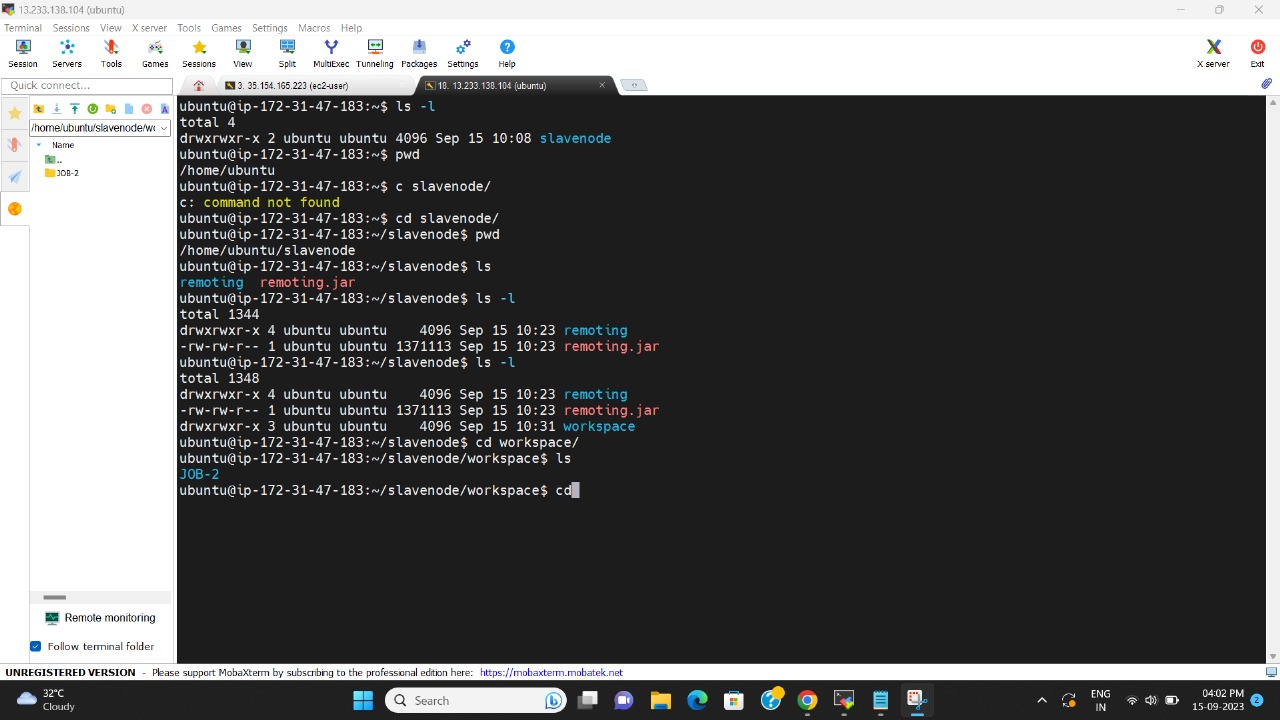 13.233.138.104 (ubuntu)
Terminal Sessions View X server Tools Games Settings Macros Help
Session Servers Tools Games Sessions View Split MultiExec Tunneling Packages Settings Help X server Exit
Quick connect...
3. 35.154.165.223 (ec2-user)
18. 13.233.138.104 (ubuntu)
/home/ubuntu/slavenode/wo
Name
..
JOB-2
ubuntu@ip-172-31-47-183:~$ ls -l
total 4
drwxrwxr-x 2 ubuntu ubuntu 4096 Sep 15 10:08 slavenode
ubuntu@ip-172-31-47-183:~$ pwd
/home/ubuntu
ubuntu@ip-172-31-47-183:~$ c slavenode/
c: command not found
ubuntu@ip-172-31-47-183:~$ cd slavenode/
ubuntu@ip-172-31-47-183:~/slavenode$ pwd
/home/ubuntu/slavenode
ubuntu@ip-172-31-47-183:~/slavenode$ ls
remoting  remoting.jar
ubuntu@ip-172-31-47-183:~/slavenode$ ls -l
total 1344
drwxrwxr-x 4 ubuntu ubuntu    4096 Sep 15 10:23 remoting
-rw-rw-r-- 1 ubuntu ubuntu 1371113 Sep 15 10:23 remoting.jar
ubuntu@ip-172-31-47-183:~/slavenode$ ls -l
total 1348
drwxrwxr-x 4 ubuntu ubuntu    4096 Sep 15 10:23 remoting
-rw-rw-r-- 1 ubuntu ubuntu 1371113 Sep 15 10:23 remoting.jar
drwxrwxr-x 3 ubuntu ubuntu    4096 Sep 15 10:31 workspace
ubuntu@ip-172-31-47-183:~/slavenode$ cd workspace/
ubuntu@ip-172-31-47-183:~/slavenode/workspace$ ls
JOB-2
ubuntu@ip-172-31-47-183:~/slavenode/workspace$ cd
Remote monitoring
Follow terminal folder
UNREGISTERED VERSION - Please support MobaXterm by subscribing to the professional edition here: https://mobaxterm.mobatek.net
32°C
Cloudy
Search
ENG
IN
04:02 PM
15-09-2023
2